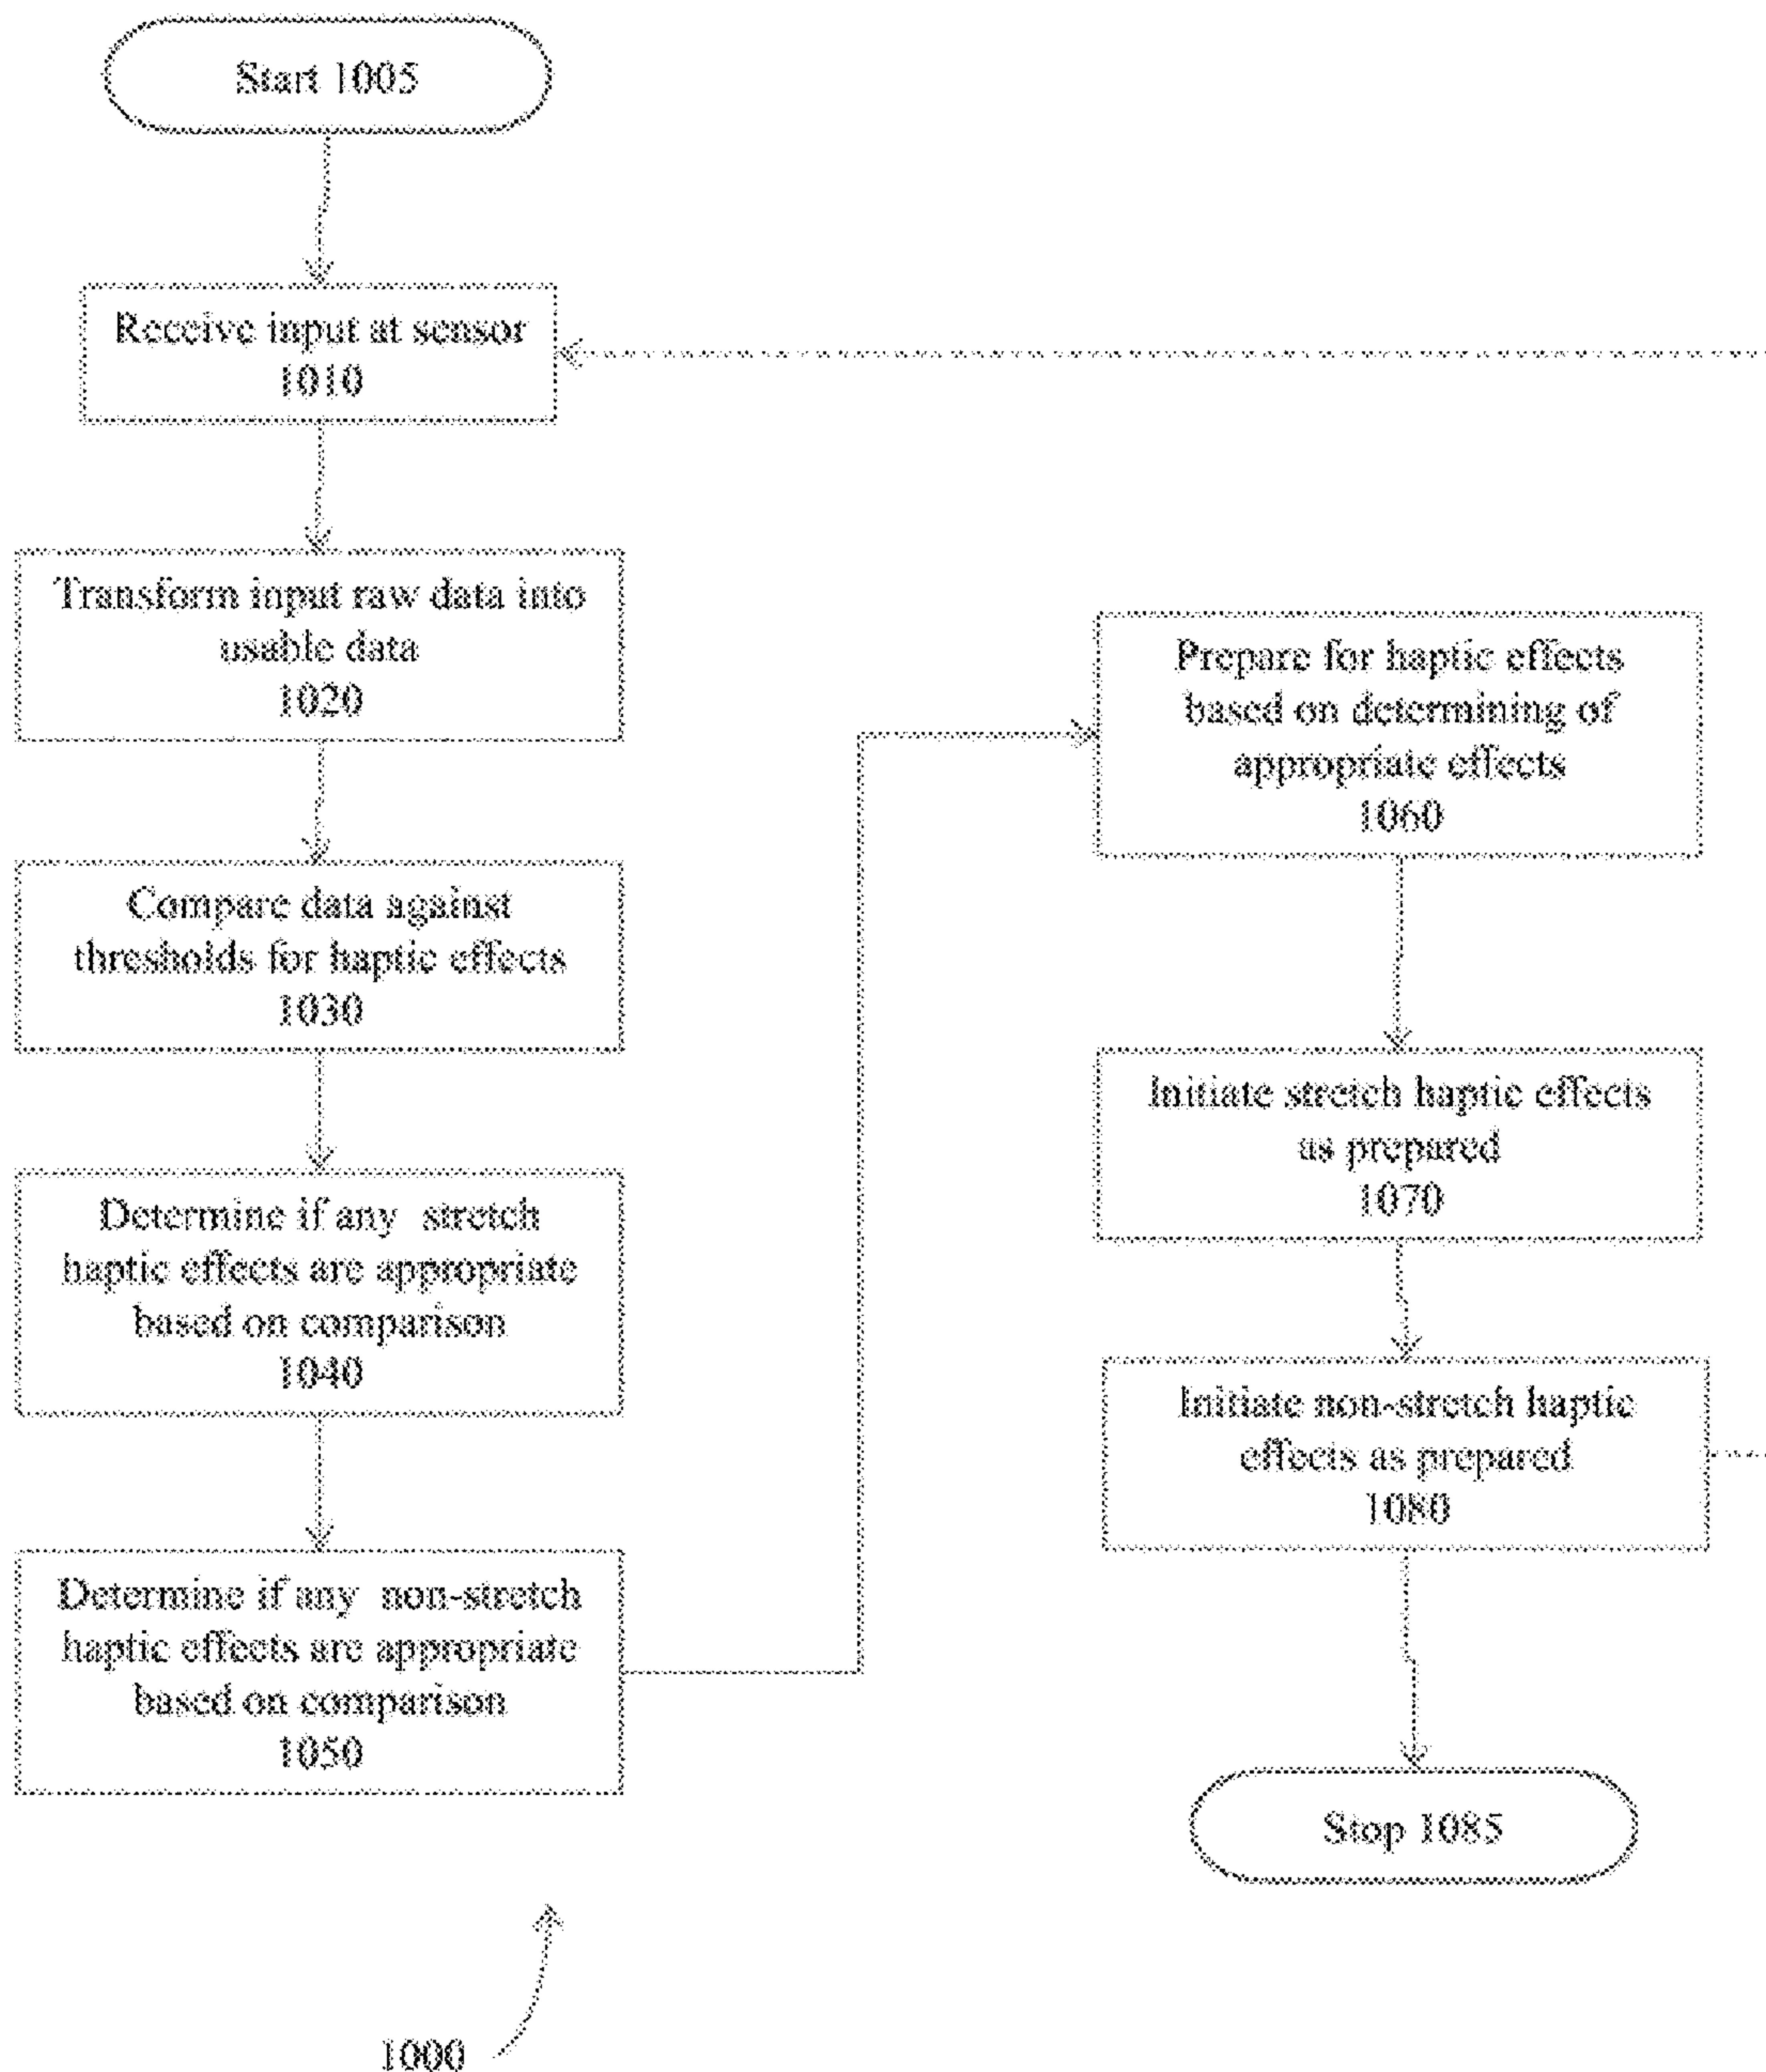 Start 1005
Receive input at sensor
1010
Transform input raw data into
usable data
1020
Compare data against
thresholds for haptic effects
1030
Determine if any stretch
haptic effects are appropriate
based on comparison
1040
Determine if any non-stretch
haptic effects are appropriate
based on comparison
1050
Prepare for haptic effects
based on determining of
appropriate effects
1060
Initiate stretch haptic effects
as prepared
1070
Initiate non-stretch haptic
effects as prepared
1080
Stop 1085
1000